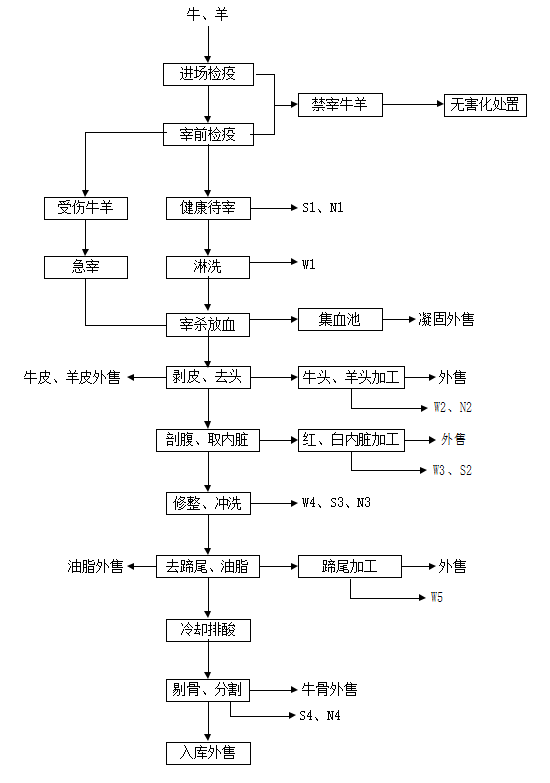 牛、羊
进场检疫
禁宰牛羊
无害化处置
宰前检疫
受伤牛羊
健康待宰
S1、N1
急宰
淋洗
W1
宰杀放血
集血池
凝固外售
牛皮、羊皮外售
剥皮、去头
牛头、羊头加工
外售
W2、N2
剖腹、取内脏
红、白内脏加工
外售
W3、S2
修整、冲洗
W4、S3、N3
油脂外售
去蹄尾、油脂
蹄尾加工
外售
W5
冷却排酸
剔骨、分割
牛骨外售
S4、N4
入库外售